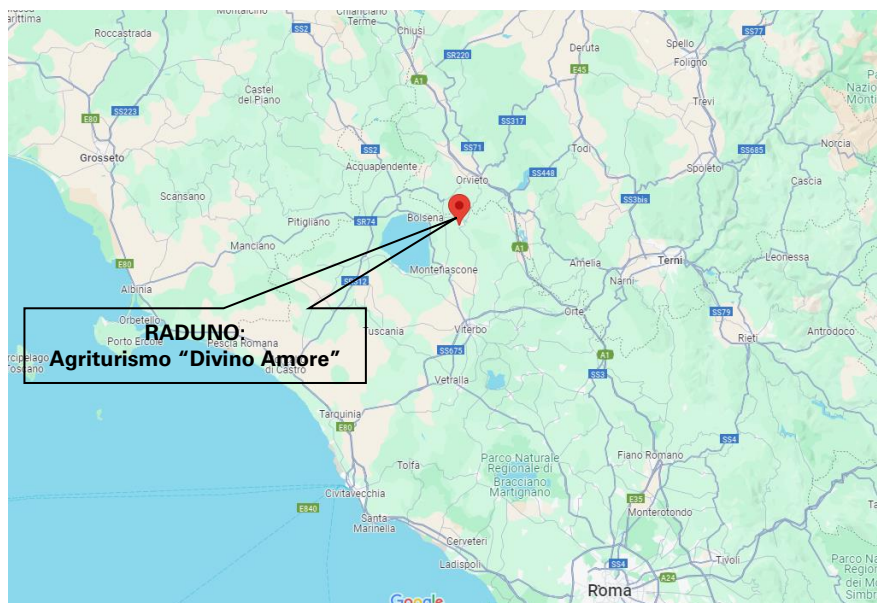 Montalcino
Chianciano
Terme
Chiusi
SS2
SS77
Roccastrada
SR220
Deruta
Spello
Foligno
E45
A1
Castel
del Piano
Trevi
SS223
E80
SS317
SS2
SS71
Todi
SS685
Norcia
Grosseto
Acquapendente
Spoleto
Orvieto
SS448
Cascia
Scansano
SS3bis
Pitigliano
SR74
Bolsena
Manciano
A1
E80
Montefiascone
Amelia
Terni
Leonessa
Narni
Albinia
Orte
SS79
RADUNO:
Agriturismo “Divino Amore”
Orbetello
Porto Ercole
Pescia Romana
di Castro
Tuscania
Viterbo
SS675
Rieti
Antrodoco
A1
SS3
Vetralla
Tarquinia
E80
SS4
Tolfa
Parco Naturale
Regionale di
Bracciano
Martignano
Fiano Romano
Civitavecchia
E840
E35
Monterotondo
Santa
Marinella
Cerveteri
Ladispoli
SS4
Tivoli
A24
Roma
Google